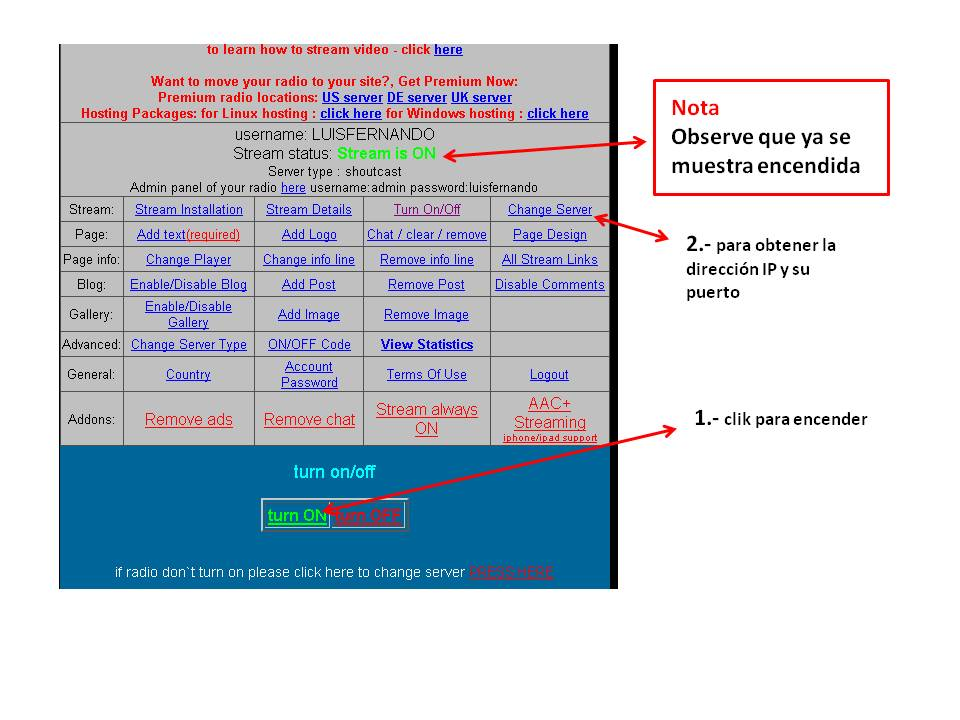 to learn how to stream video - click here
Want to move your radio to your site?, Get Premium Now:
Premium radio locations: US server DE server UK server
Hosting Packages: for Linux hosting : click here for Windows hosting : click here
username: LUISFERNANDO
Stream status: Stream is ON
Server type : shoutcast
Admin panel of your radio here username:admin password:luisfernando
Stream: Stream Installation Stream Details Turn On/Off Change Server
Page: Add text(required) Add Logo Chat / clear / remove Page Design
Page info: Change Player Change info line Remove info line All Stream Links
Blog: Enable/Disable Blog Add Post Remove Post Disable Comments
Gallery: Enable/Disable
Gallery Add Image Remove Image
Advanced: Change Server Type ON/OFF Code View Statistics
General: Country Account
Password Terms Of Use Logout
Addons: Remove ads Remove chat Stream always
ON AAC+
Streaming
iphone/ipad support
turn on/off
turn ON turn OFF
if radio don`t turn on please click here to change server PRESS HERE
Nota
Observe que ya se
muestra encendida
2.- para obtener la
dirección IP y su
puerto
1.- clik para encender